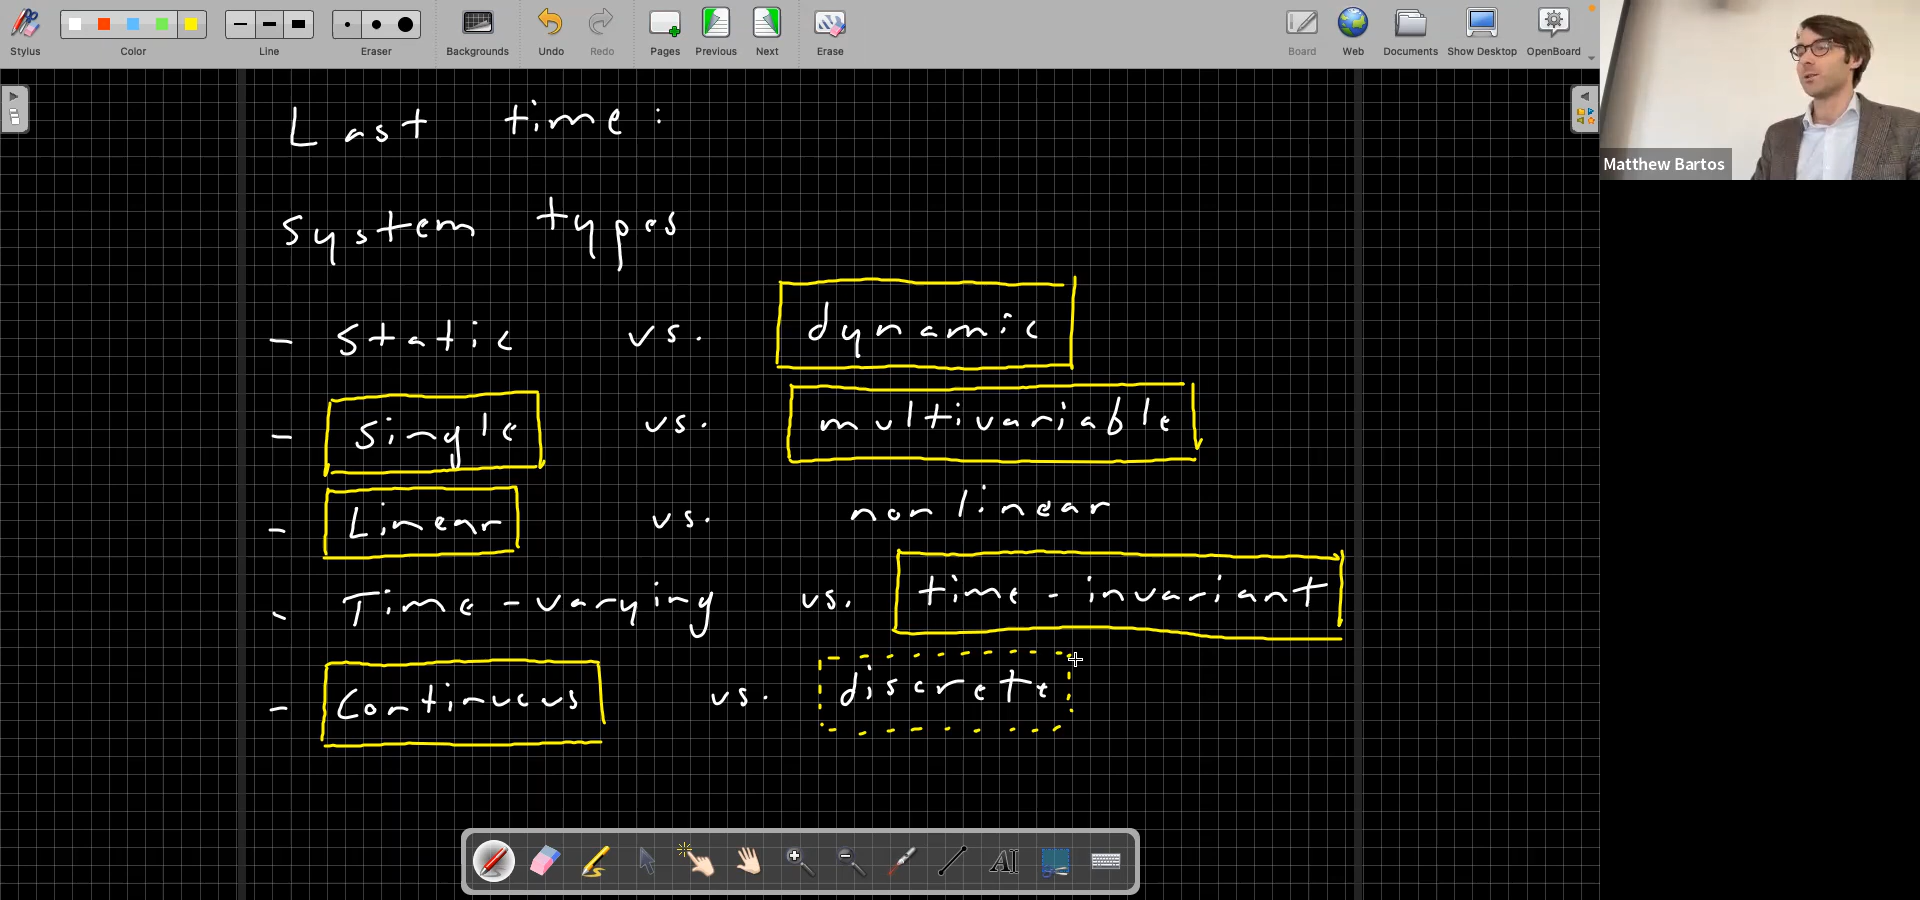 Stylus Color Line Eraser Backgrounds Undo Redo Pages Previous Next Erase Board Web Documents Show Desktop OpenBoard
Matthew Bartos
Last time:
System types
- Static vs. dynamic
- Single vs. multivariable
- Linear vs. nonlinear
- Time-varying vs. time-invariant
- Continuous vs. discrete
AI